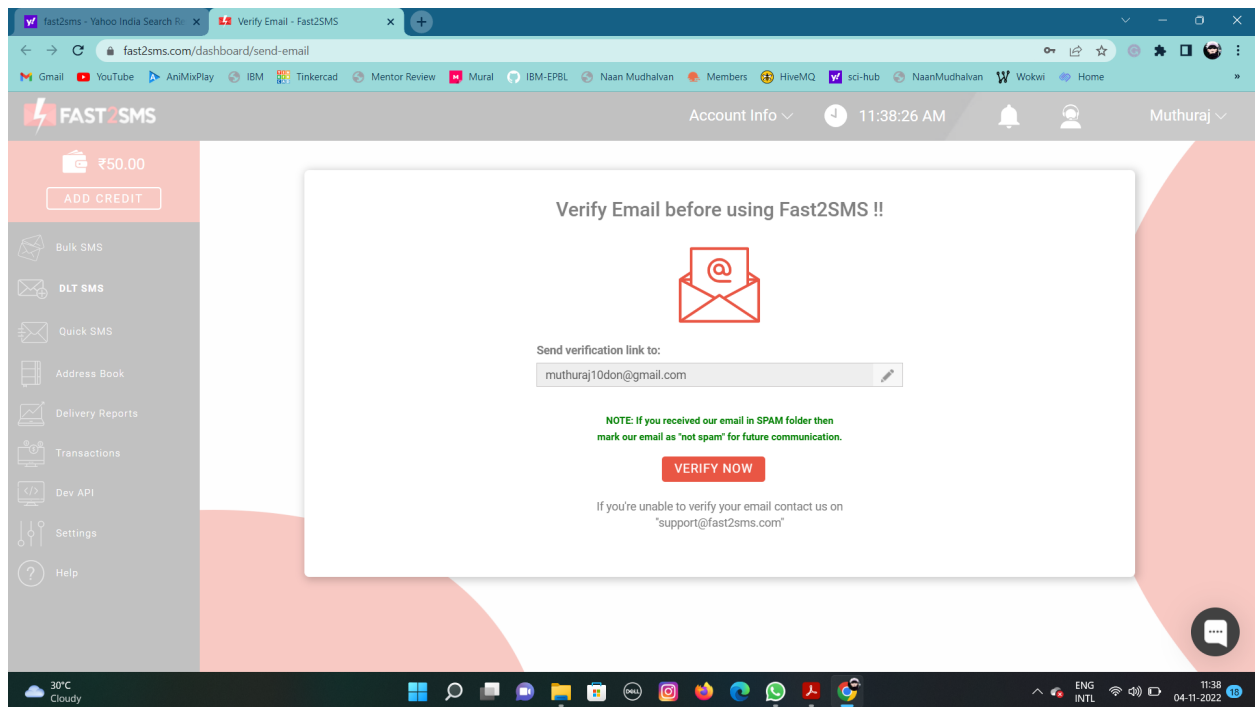 fast2sms - Yahoo India Search Re
Verify Email - Fast2SMS
fast2sms.com/dashboard/send-email
Gmail YouTube AniMixPlay IBM Tinkercad Mentor Review Mural IBM-EPBL Naan Mudhalvan Members HiveMQ sci-hub NaanMudhalvan Wokwi Home »
FAST2SMS
Account Info
11:38:26 AM
Muthuraj
₹50.00
ADD CREDIT
Bulk SMS
DLT SMS
Quick SMS
Address Book
Delivery Reports
Transactions
Dev API
Settings
Help
Verify Email before using Fast2SMS !!
@
Send verification link to:
muthuraj10don@gmail.com
NOTE: If you received our email in SPAM folder then
mark our email as "not spam" for future communication.
VERIFY NOW
If you're unable to verify your email contact us on
"support@fast2sms.com"
30°C
Cloudy
DELL
ENG
INTL
11:38
04-11-2022
18